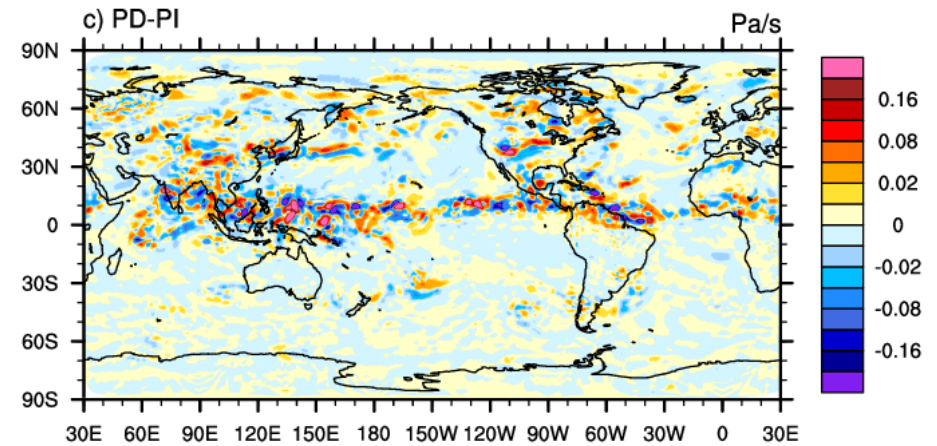 c) PD-PI Pa/s
90N
60N
30N
0
30S
60S
90S
30E 60E 90E 120E 150E 180 150W 120W 90W 60W 30W 0 30E
0.16
0.08
0.02
0
-0.02
-0.08
-0.16